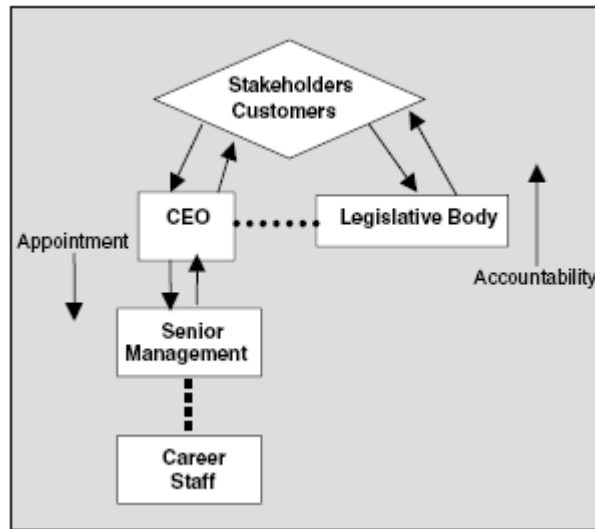 Stakeholders
Customers
CEO
Legislative Body
Appointment
Accountability
Senior
Management
Career
Staff